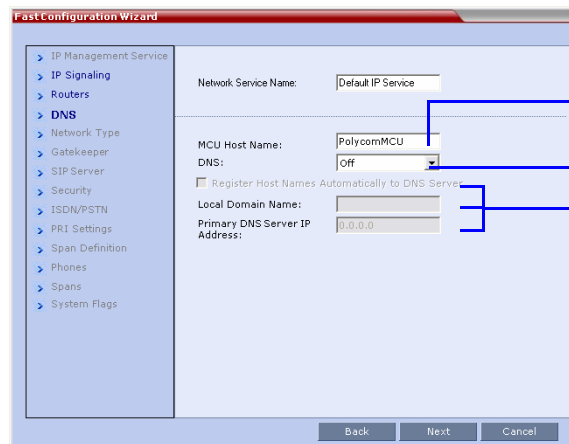 Fast Configuration Wizard
IP Management Service
IP Signaling
Routers
DNS
Network Type
Gatekeeper
SIP Server
Security
ISDN/PSTN
PRI Settings
Span Definition
Phones
Spans
System Flags
Network Service Name: Default IP Service
MCU Host Name: PolycomMCU
DNS: Off
Register Host Names Automatically to DNS Server
Local Domain Name:
Primary DNS Server IP 0.0.0.0
Address:
Back Next Cancel